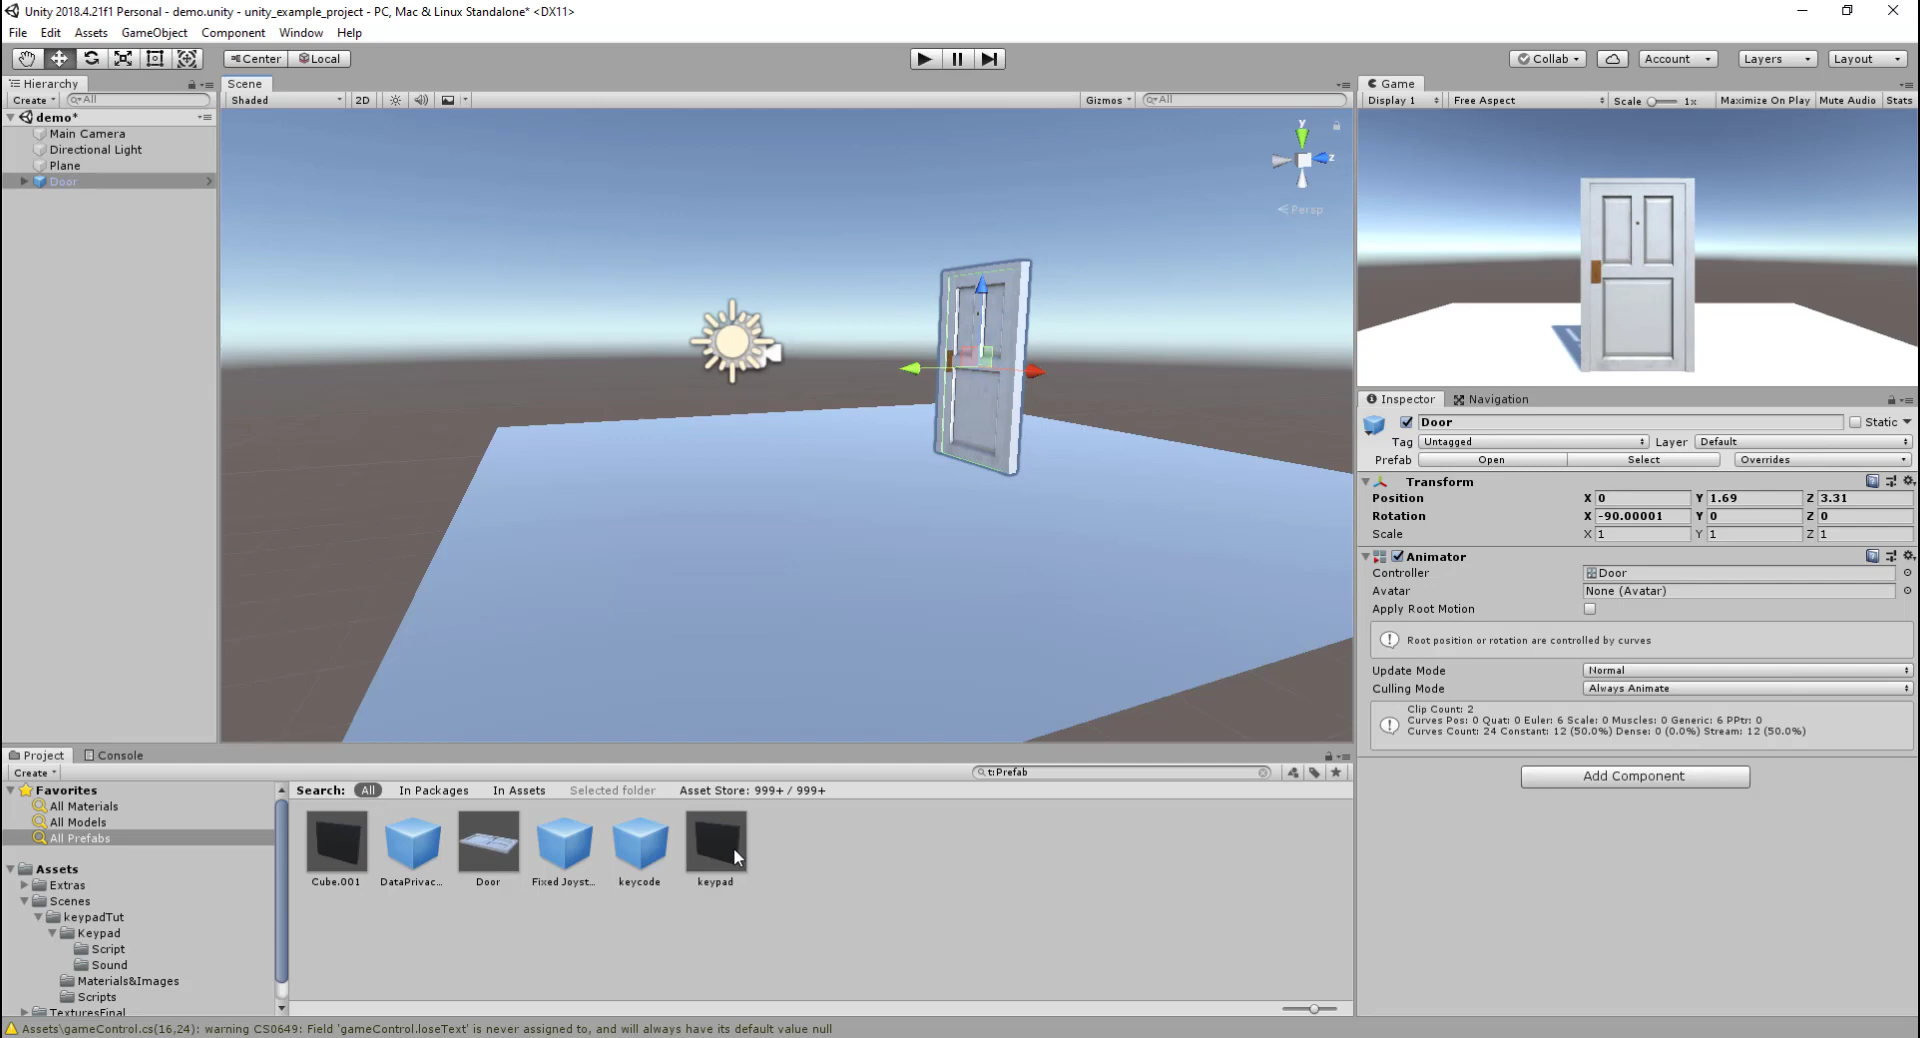 Unity 2018.4.21f1 Personal - demo.unity - unity_example_project - PC, Mac & Linux Standalone* <DX11>
File Edit Assets GameObject Component Window Help
Center Local Collab Account Layers Layout
Hierarchy
Create All
demo*
Main Camera
Directional Light
Plane
Door
Scene
Shaded 2D Gizmos All
y
z
Persp
Game
Display 1 Free Aspect Scale 1x Maximize On Play Mute Audio Stats
Inspector Navigation
Door Static
Tag Untagged Layer Default
Prefab Open Select Overrides
Transform
Position X 0 Y 1.69 Z 3.31
Rotation X -90.00001 Y 0 Z 0
Scale X 1 Y 1 Z 1
Animator
Controller Door
Avatar None (Avatar)
Apply Root Motion
Root position or rotation are controlled by curves
Update Mode Normal
Culling Mode Always Animate
Clip Count: 2
Curves Pos: 0 Quat: 0 Euler: 6 Scale: 0 Muscles: 0 Generic: 6 PPtr: 0
Curves Count: 24 Constant: 12 (50.0%) Dense: 0 (0.0%) Stream: 12 (50.0%)
Add Component
Project Console
Create t:Prefab
Favorites
All Materials
All Models
All Prefabs
Assets
Extras
Scenes
keypadTut
Keypad
Script
Sound
Materials&Images
Scripts
TexturesFinal
Search: All In Packages In Assets Selected folder Asset Store: 999+ / 999+
Cube.001 DataPrivac... Door Fixed Joyst... keycode keypad
Assets\gameControl.cs(16,24): warning CS0649: Field 'gameControl.loseText' is never assigned to, and will always have its default value null